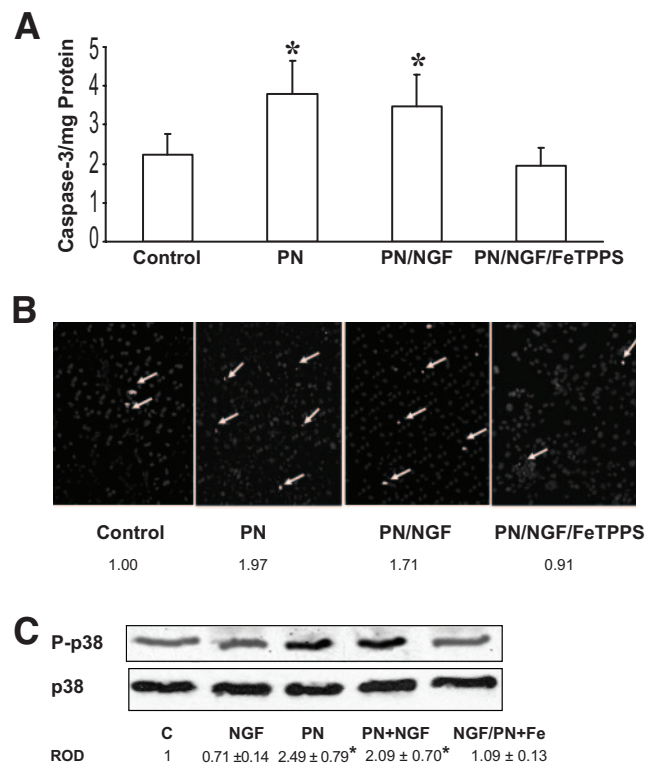 A
Caspase-3/mg Protein
5
4
3
2
1
0
*
*
Control PN PN/NGF PN/NGF/FeTPPS
B
Control PN PN/NGF PN/NGF/FeTPPS
1.00 1.97 1.71 0.91
C
P-p38
p38
C NGF PN PN+NGF NGF/PN+Fe
ROD 1 0.71 ±0.14 2.49 ± 0.79* 2.09 ± 0.70* 1.09 ± 0.13